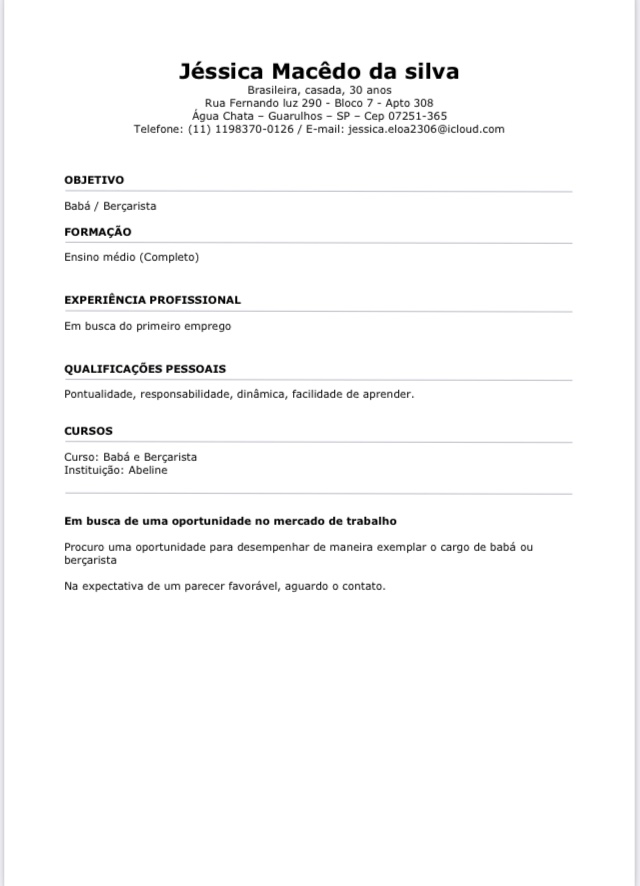 Jéssica Macêdo da silva
Brasileira, casada, 30 anos
Rua Fernando luz 290 - Bloco 7 - Apto 308
Água Chata – Guarulhos – SP – Cep 07251-365
Telefone: (11) 1198370-0126 / E-mail: jessica.eloa2306@icloud.com
OBJETIVO
Babá / Berçarista
FORMAÇÃO
Ensino médio (Completo)
EXPERIÊNCIA PROFISSIONAL
Em busca do primeiro emprego
QUALIFICAÇÕES PESSOAIS
Pontualidade, responsabilidade, dinâmica, facilidade de aprender.
CURSOS
Curso: Babá e Berçarista
Instituição: Abeline
Em busca de uma oportunidade no mercado de trabalho
Procuro uma oportunidade para desempenhar de maneira exemplar o cargo de babá ou
berçarista
Na expectativa de um parecer favorável, aguardo o contato.